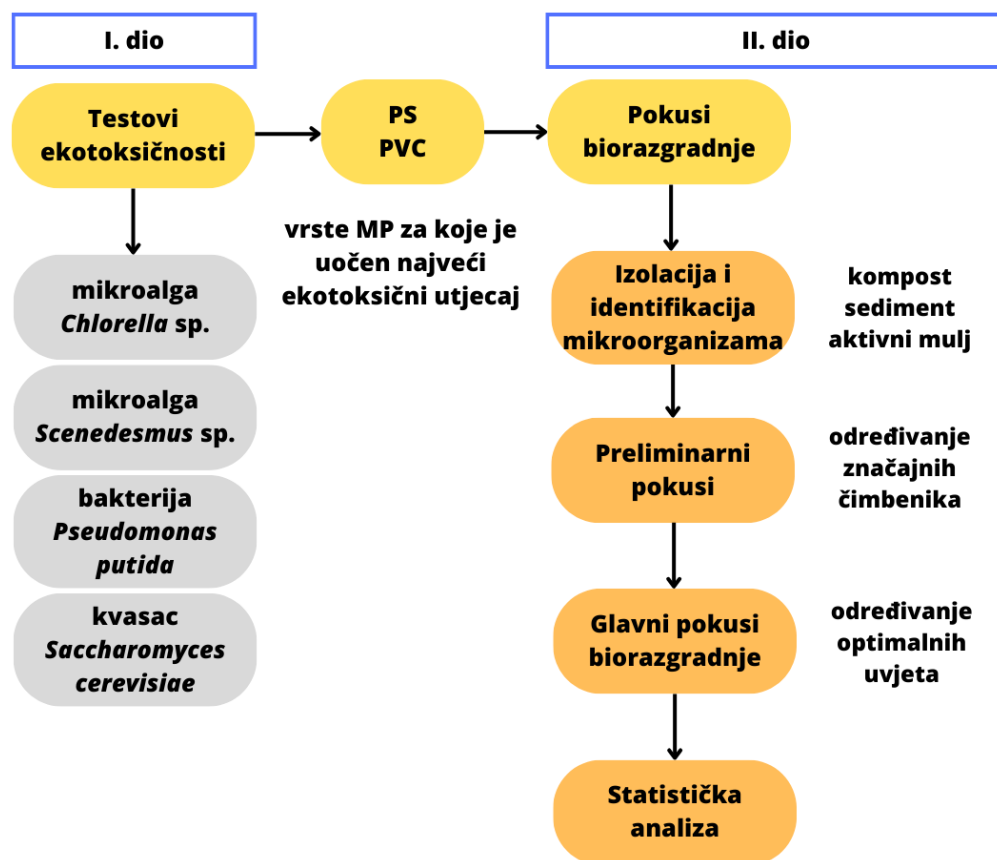 I. dio
II. dio
Testovi
ekotoksičnosti
PS
PVC
Pokusi
biorazgradnje
vrste MP za koje je
uočen najveći
ekotoksični utjecaj
mikroalga
Chlorella sp.
mikroalga
Scenedesmus sp.
bakterija
Pseudomonas
putida
kvasac
Saccharomyces
cerevisiae
Izolacija i
identifikacija
mikroorganizama
kompost
sediment
aktivni mulj
Preliminarni
pokusi
određivanje
značajnih
čimbenika
Glavni pokusi
biorazgradnje
određivanje
optimalnih
uvjeta
Statistička
analiza